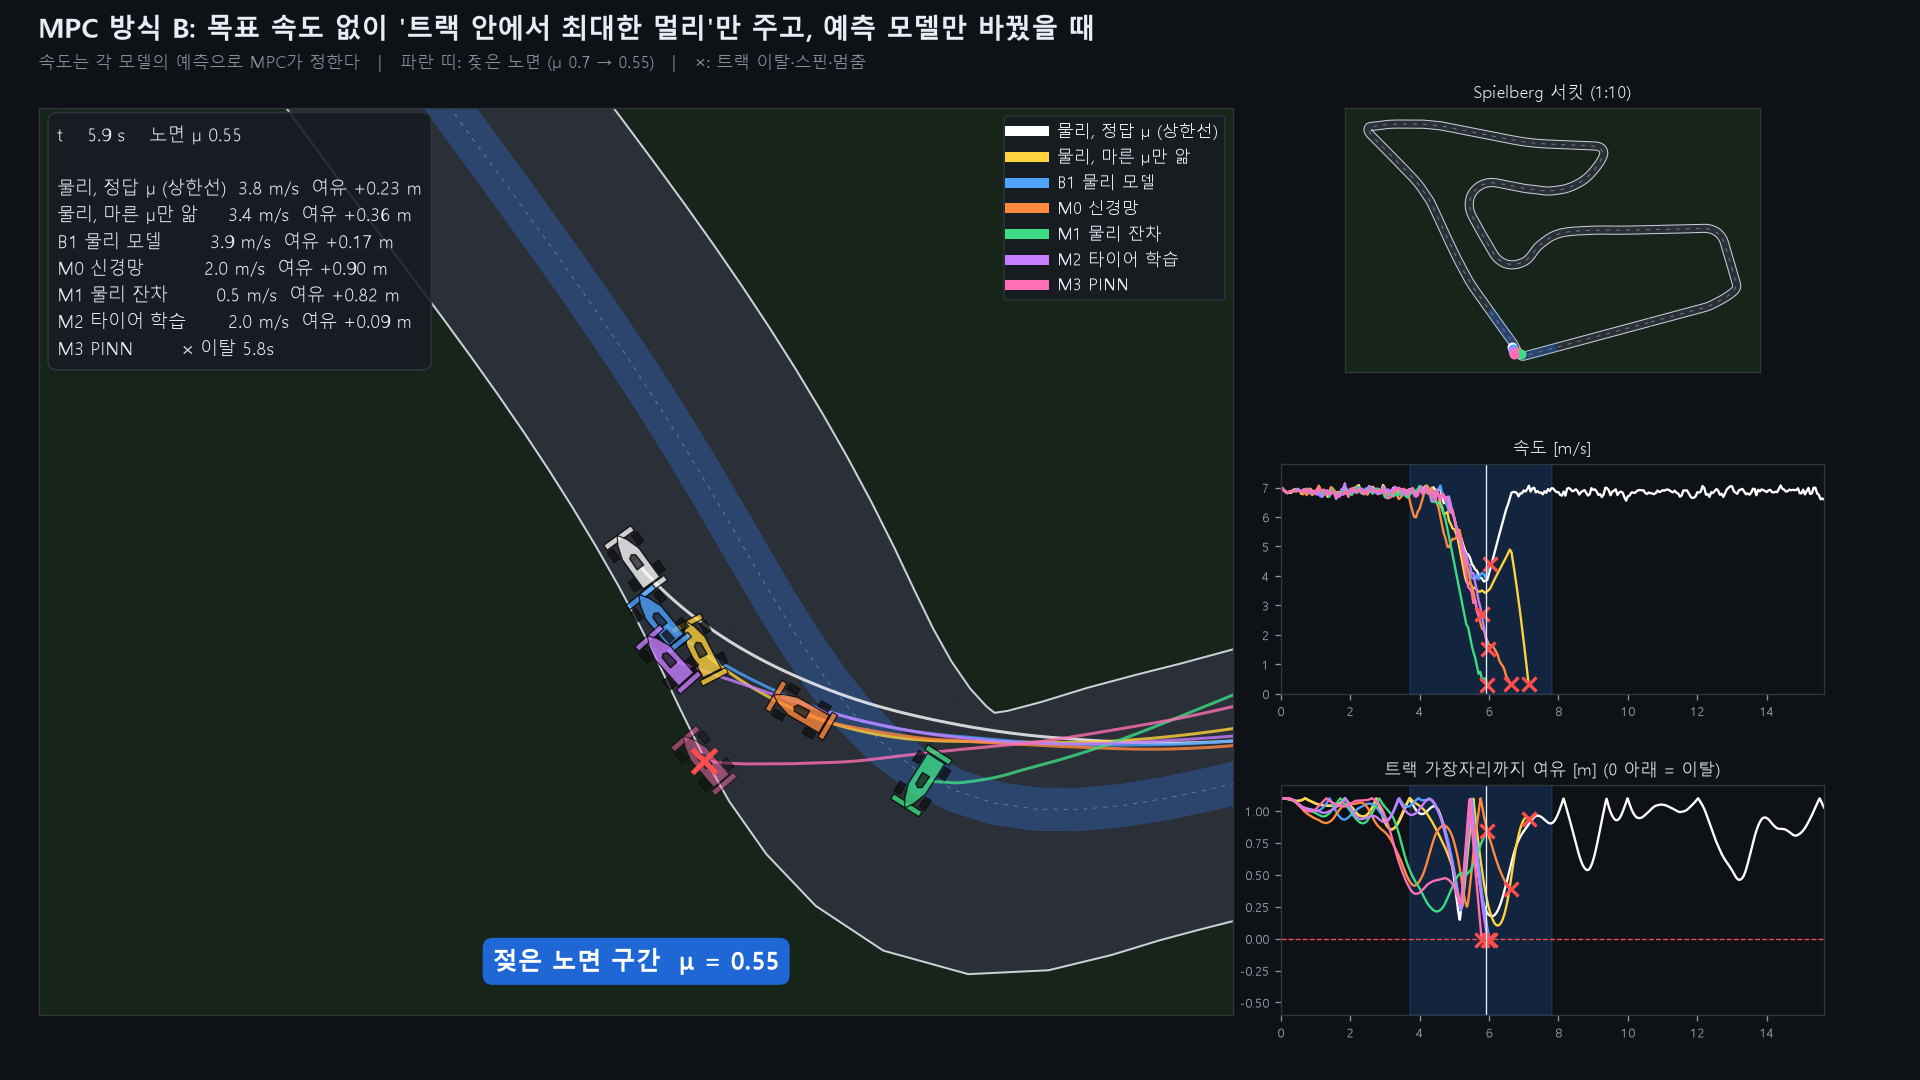 MPC 방식 B: 목표 속도 없이 '트랙 안에서 최대한 멀리'만 주고, 예측 모델만 바꿨을 때
속도는 각 모델의 예측으로 MPC가 정한다 | 파란 띠: 젖은 노면 (μ 0.7 → 0.55) | ×: 트랙 이탈·스핀·멈춤
t 5.9 s 노면 μ 0.55
물리, 정답 μ (상한선) 3.8 m/s 여유 +0.23 m
물리, 마른 μ만 앎 3.4 m/s 여유 +0.36 m
B1 물리 모델 3.9 m/s 여유 +0.17 m
M0 신경망 2.0 m/s 여유 +0.90 m
M1 물리 잔차 0.5 m/s 여유 +0.82 m
M2 타이어 학습 2.0 m/s 여유 +0.09 m
M3 PINN × 이탈 5.8s
물리, 정답 μ (상한선)
물리, 마른 μ만 앎
B1 물리 모델
M0 신경망
M1 물리 잔차
M2 타이어 학습
M3 PINN
젖은 노면 구간 μ = 0.55
Spielberg 서킷 (1:10)
속도 [m/s]
7
6
5
4
3
2
1
0
0 2 4 6 8 10 12 14
트랙 가장자리까지 여유 [m] (0 아래 = 이탈)
1.00
0.75
0.50
0.25
0.00
-0.25
-0.50
0 2 4 6 8 10 12 14